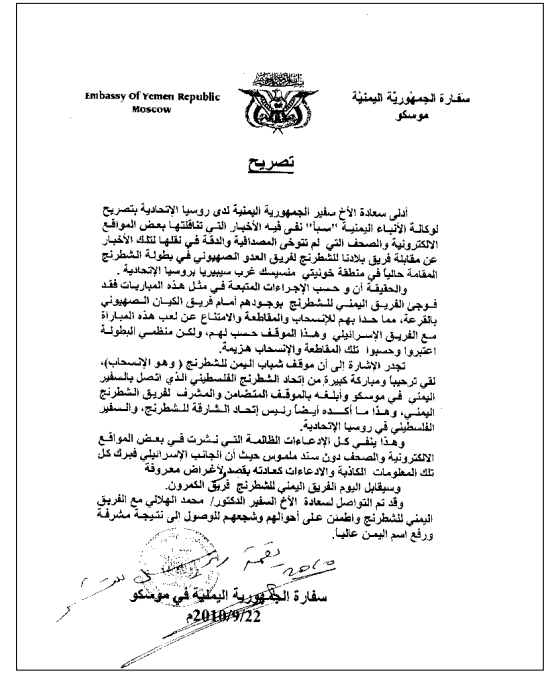 Embassy Of Yemen Republic
Moscow
سفارة الجمهوريّة اليمنيّة
موسكو
تصريح
أدلى سعادة الأخ سفير الجمهورية اليمنية لدى روسيا الإتحادية بتصريح
لوكالة الأنباء اليمنية "سبأ" نفى فيه الأخبار التي تناقلتها بعض المواقع
الالكترونية والصحف التي لم تتوخى المصداقية والدقة في نقلها لتلك الأخبار
عن مقابلة فريق بلادنا للشطرنج لفريق العدو الصهيوني في بطولة الشطرنج
المقامة حالياً في منطقة خونيتي منسيسك غرب سيبيريا بروسيا الإتحادية .
والحقيقة أن و حسب الإجراءات المتبعة في مثل هذه المباريات فقد
فوجئ الفريق اليمني للشطرنج بوجودهم أمام فريق الكيان الصهيوني
بالقرعة، مما حدا بهم للإنسحاب والمقاطعة والامتناع عن لعب هذه المباراة
مع الفريق الإسرائيلي وهذا الموقف حسب لهم، ولكن منظمي البطولة
اعتبروا وحسبوا تلك المقاطعة والإنسحاب هزيمة.
تجدر الإشارة إلى أن موقف شباب اليمن للشطرنج ( وهو الإنسحاب)،
لقي ترحيباً ومباركة كبيرة من إتحاد الشطرنج الفلسطيني الذي اتصل بالسفير
اليمني في موسكو وأبلغه بالموقف المتضامن والمشرف لفريق الشطرنج
اليمني، وهذا ما أكده أيضاً رئيس إتحاد الشارقة للشطرنج، والسفير
الفلسطيني في روسيا الإتحادية.
وهذا ينفي كل الإدعاءات الظالمة التي نشرت في بعض المواقع
الالكترونية والصحف دون سند ملموس حيث أن الجانب الإسرائيلي فبرك كل
تلك المعلومات الكاذبة والادعاءات كعادته بقصد لأغراض معروفة
وسيقابل اليوم الفريق اليمني للشطرنج فريق الكمرون.
وقد تم التواصل لسعادة الأخ السفير الدكتور/ محمد الهلالي مع الفريق
اليمني للشطرنج واطمئن على أحوالهم وشجعهم للوصول الى نتيجة مشرفة
ورفع اسم اليمن عالياً.
سفارة الجمهورية اليمنية في موسكو
2010/9/22م